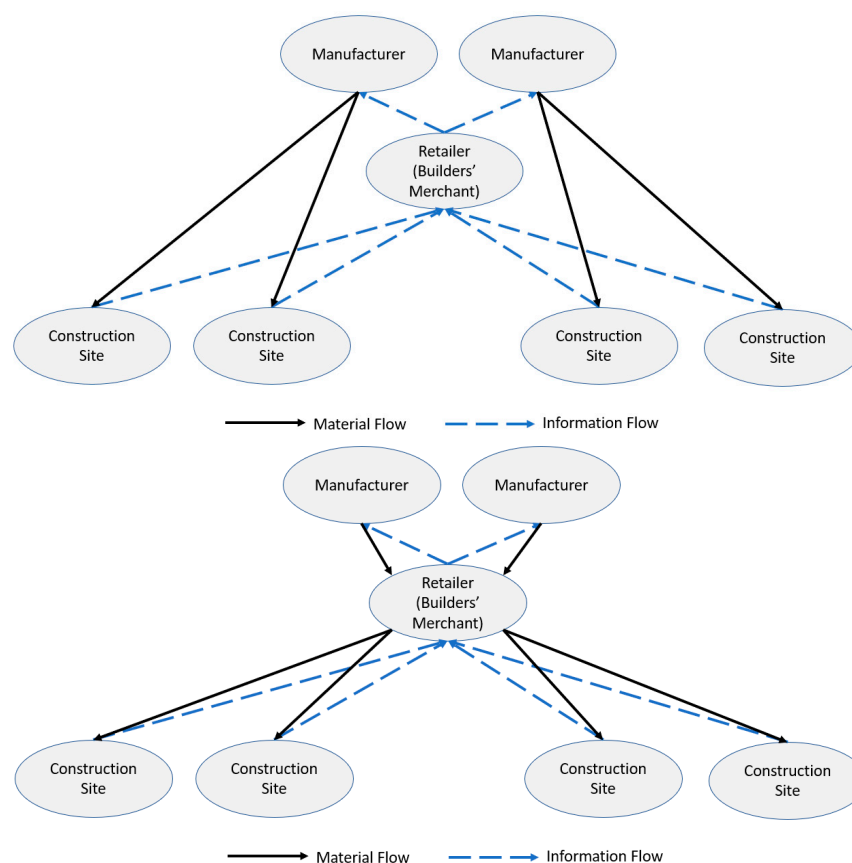 Manufacturer
Manufacturer
Retailer
(Builders'
Merchant)
Construction
Site
Construction
Site
Construction
Site
Construction
Site
Material Flow
Information Flow
Manufacturer
Manufacturer
Retailer
(Builders'
Merchant)
Construction
Site
Construction
Site
Construction
Site
Construction
Site
Material Flow
Information Flow